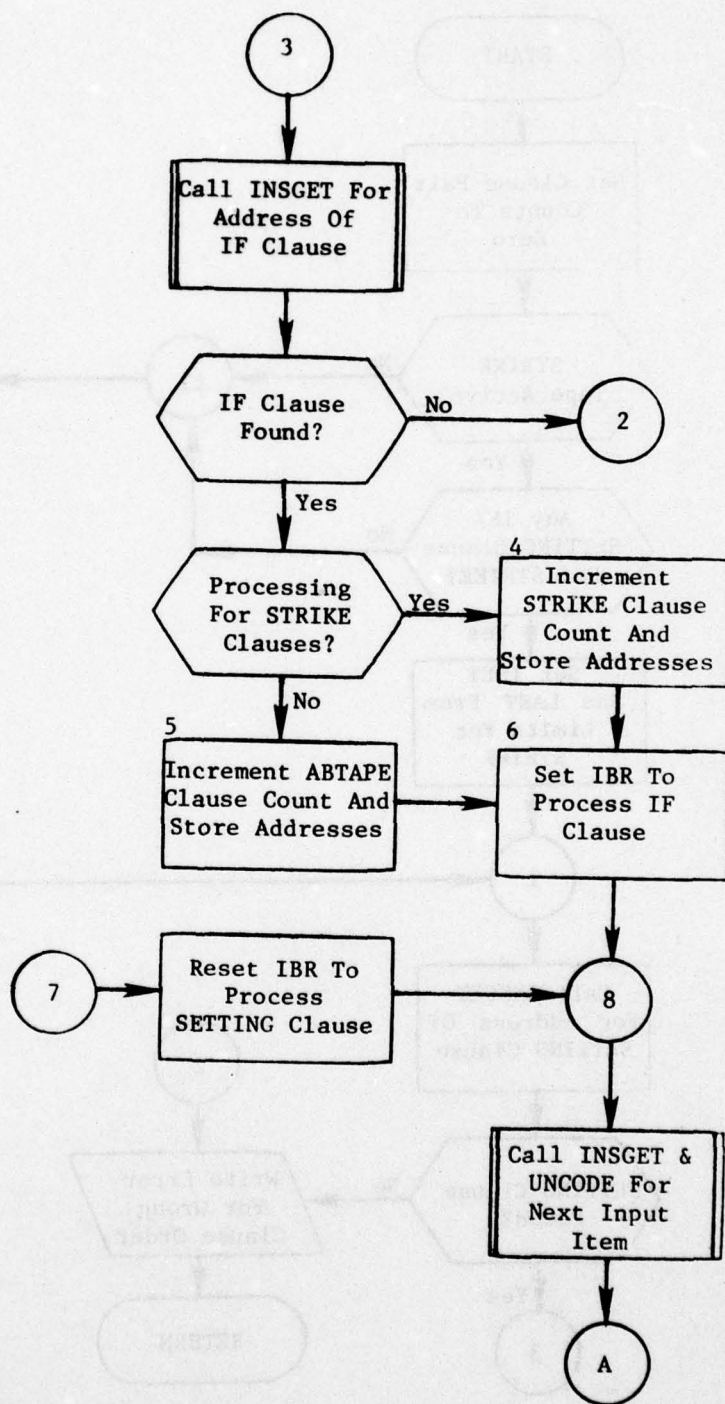 3
Call INSGET For
Address Of
IF Clause
IF Clause
Found?
No
2
Yes
Processing
For STRIKE
Clauses?
Yes
4
Increment
STRIKE Clause
Count And
Store Addresses
No
5
Increment ABTAPE
Clause Count And
Store Addresses
6
Set IBR To
Process IF
Clause
7
Reset IBR To
Process
SETTING Clause
8
Call INSGET &
UNCODE For
Next Input
Item
A